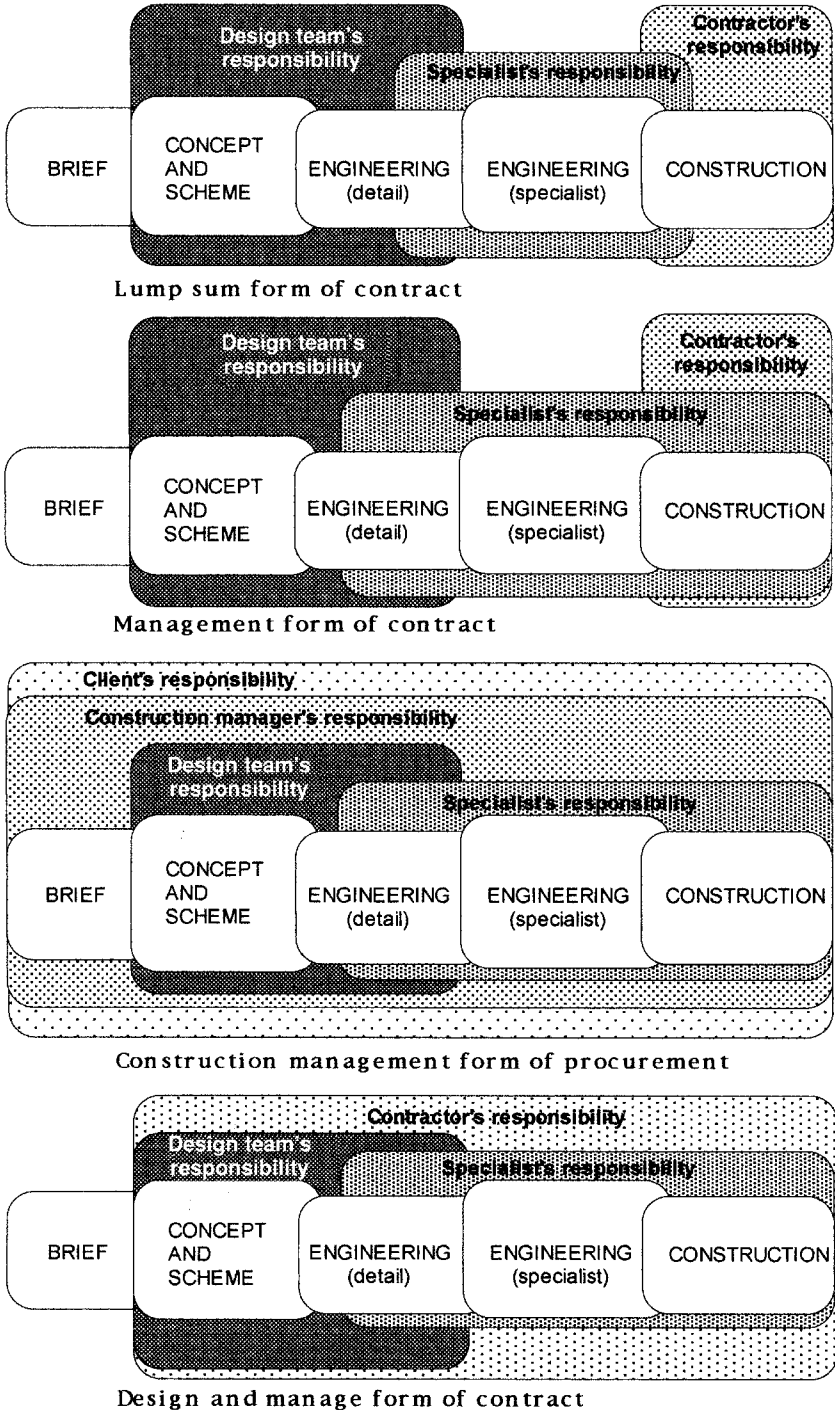 Design team's
responsibility
Contractor's
responsibility
Specialist's responsibility
BRIEF
CONCEPT
AND
SCHEME
ENGINEERING
(detail)
ENGINEERING
(specialist)
CONSTRUCTION
Lump sum form of contract
Design team's
responsibility
Contractor's
responsibility
Specialist's responsibility
BRIEF
CONCEPT
AND
SCHEME
ENGINEERING
(detail)
ENGINEERING
(specialist)
CONSTRUCTION
Management form of contract
Client's responsibility
Construction manager's responsibility
Design team's
responsibility
Specialist's responsibility
BRIEF
CONCEPT
AND
SCHEME
ENGINEERING
(detail)
ENGINEERING
(specialist)
CONSTRUCTION
Construction management form of procurement
Contractor's responsibility
Design team's
responsibility
Specialist's responsibility
BRIEF
CONCEPT
AND
SCHEME
ENGINEERING
(detail)
ENGINEERING
(specialist)
CONSTRUCTION
Design and manage form of contract